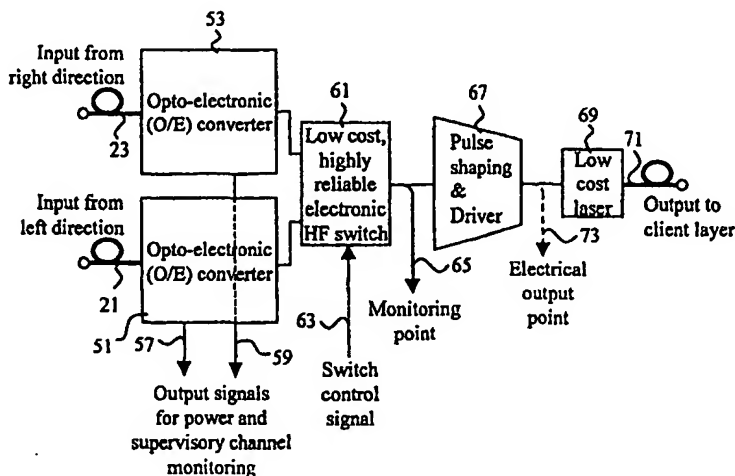 53
Input from
right direction
23
Opto-electronic
(O/E) converter
61
Low cost,
highly
reliable
electronic
HF switch
67
Pulse
shaping
&
Driver
69
Low
cost
laser
71
Output to
client layer
Input from
left direction
21
Opto-electronic
(O/E) converter
51
57
59
63
65
73
Monitoring
point
Electrical
output
point
Output signals
for power and
supervisory channel
monitoring
Switch
control
signal